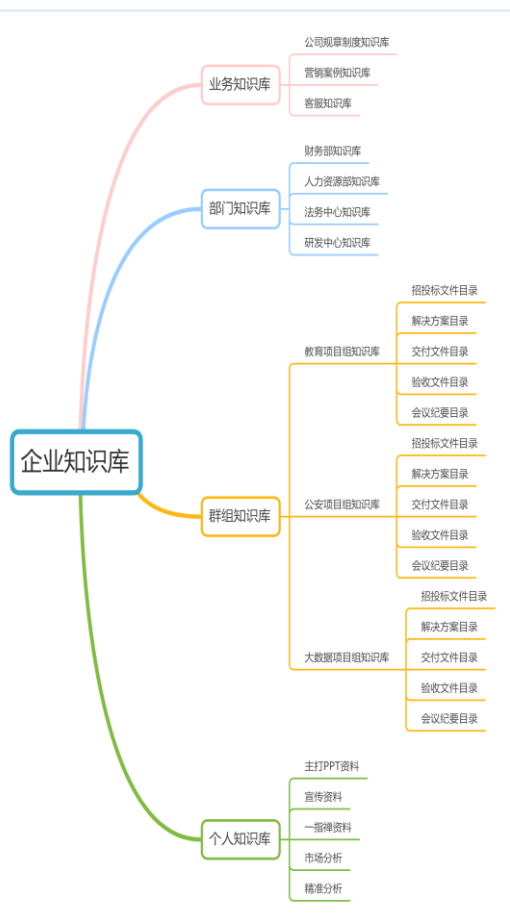 企业知识库
业务知识库
公司规章制度知识库
营销案例知识库
客服知识库
部门知识库
财务部知识库
人力资源部知识库
法务中心知识库
研发中心知识库
群组知识库
教育项目组知识库
招投标文件目录
解决方案目录
交付文件目录
验收文件目录
会议纪要目录
公安项目组知识库
招投标文件目录
解决方案目录
交付文件目录
验收文件目录
会议纪要目录
大数据项目组知识库
招投标文件目录
解决方案目录
交付文件目录
验收文件目录
会议纪要目录
个人知识库
主打PPT资料
宣传资料
一指禅资料
市场分析
精准分析